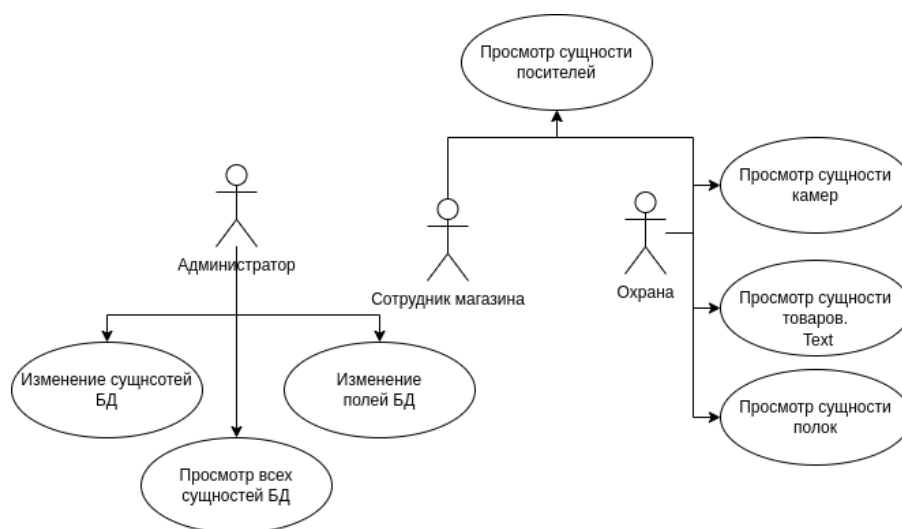 Просмотр сущности
посителей
Просмотр сущности
камер
Администратор
Сотрудник магазина
Охрана
Просмотр сущности
товаров.
Text
Изменение сущнсотей
БД
Изменение
полей БД
Просмотр сущности
полок
Просмотр всех
сущностей БД